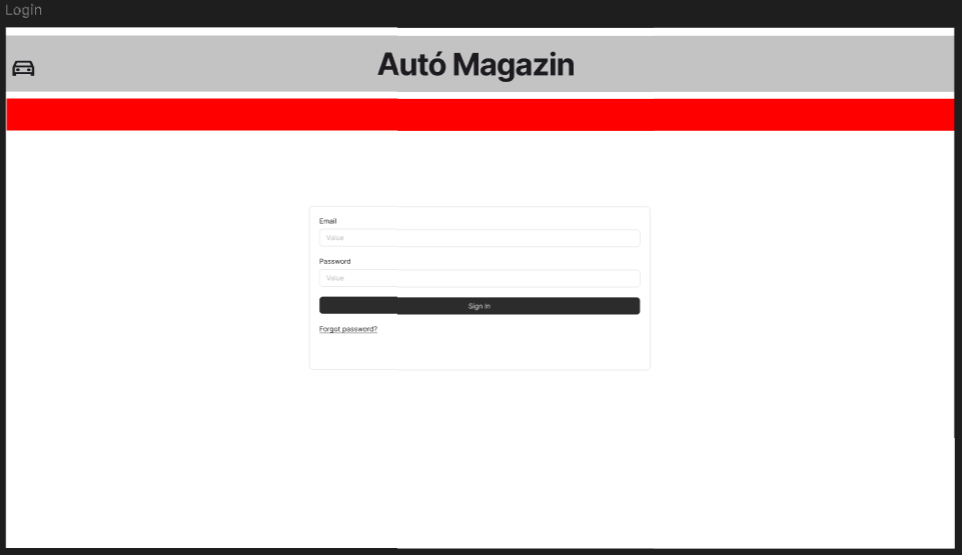 Login
Autó Magazin
Email
Value
Password
Value
Sign In
Forgot password?